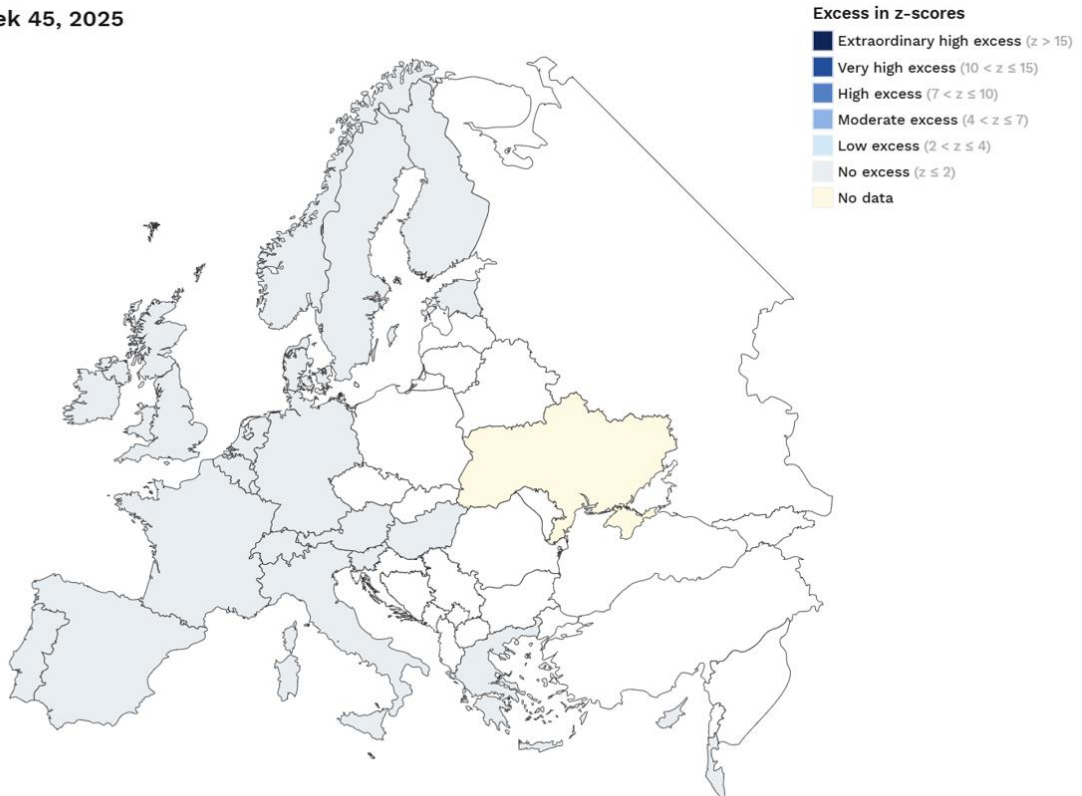 ek 45, 2025
Excess in z-scores
Extraordinary high excess (z > 15)
Very high excess (10 < z ≤ 15)
High excess (7 < z ≤ 10)
Moderate excess (4 < z ≤ 7)
Low excess (2 < z ≤ 4)
No excess (z ≤ 2)
No data